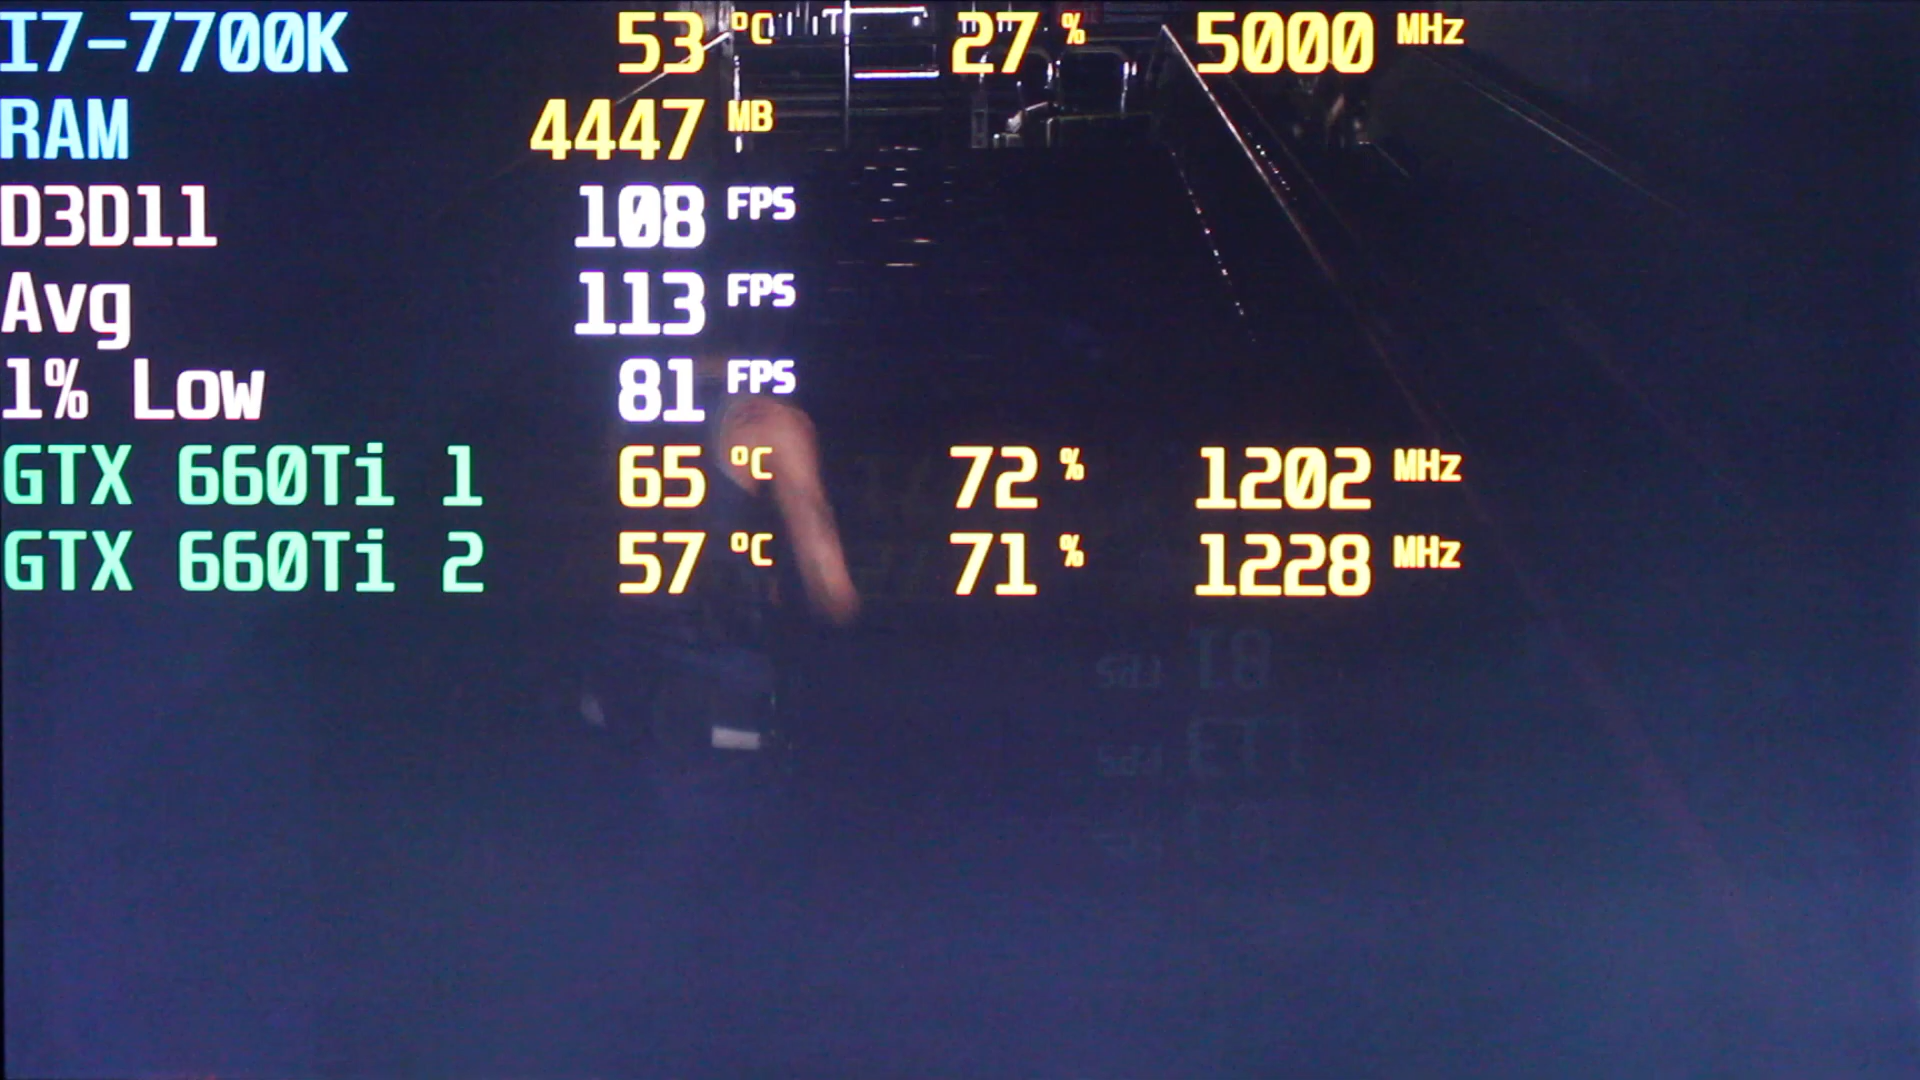 I7-7700K 53 °C 27 % 5000 MHz
RAM 4447 MB
D3D11 108 FPS
Avg 113 FPS
1% Low 81 FPS
GTX 660Ti 1 65 °C 72 % 1202 MHz
GTX 660Ti 2 57 °C 71 % 1228 MHz